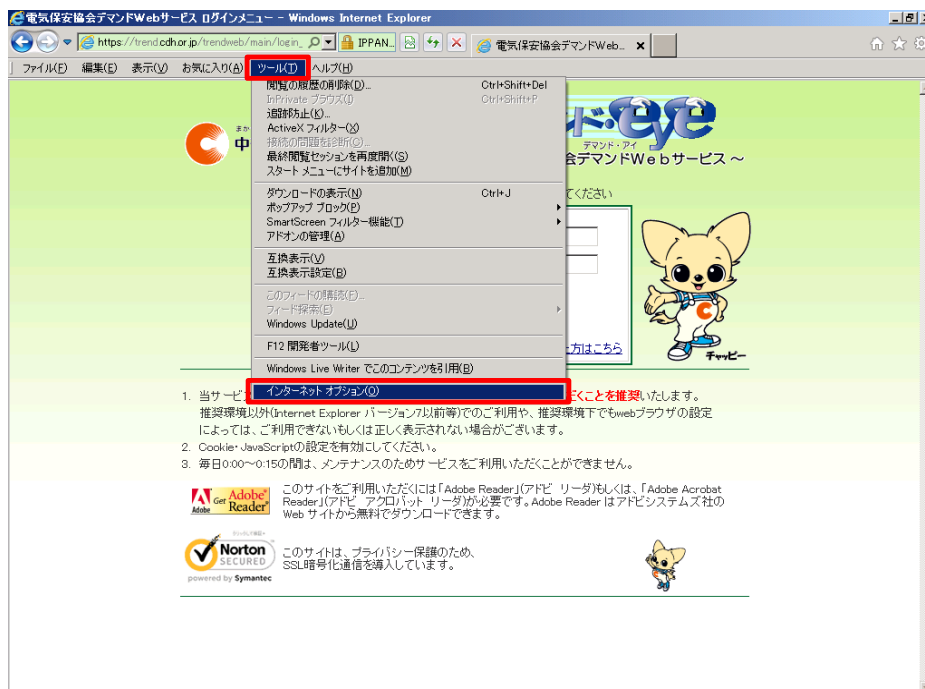 電気保安協会デマンドWebサービス ログインメニュー - Windows Internet Explorer
https://trend.cdh.or.jp/trendweb/main/login_
IPPAN...
電気保安協会デマンドWeb...
ファイル(F) 編集(E) 表示(V) お気に入り(A) ツール(T) ヘルプ(H)
閲覧の履歴の削除(D)... Ctrl+Shift+Del
InPrivate ブラウズ(I) Ctrl+Shift+P
追跡防止(K)...
ActiveX フィルター(X)
接続の問題を診断(C)...
最終閲覧セッションを再度開く(S)
スタート メニューにサイトを追加(M)
ダウンロードの表示(N) Ctrl+J
ポップアップ ブロック(P)
SmartScreen フィルター機能(T)
アドオンの管理(A)
互換表示(V)
互換表示設定(B)
このフィードの購読(F)...
フィード探索(E)
Windows Update(U)
F12 開発者ツール(L)
Windows Live Writer でこのコンテンツを引用(B)
インターネット オプション(O)
まか
中
ド・eye
デマンド・アイ
会デマンドWebサービス～
てください
方はこちら
C
チャッピー
1. 当サービ だくことを推奨いたします。
推奨環境以外(Internet Explorer バージョン7以前等)でのご利用や、推奨環境下でもwebブラウザの設定
によっては、ご利用できないもしくは正しく表示されない場合がございます。
2. Cookie・JavaScriptの設定を有効にしてください。
3. 毎日0:00～0:15の間は、メンテナンスのためサービスをご利用いただくことができません。
Adobe Get Adobe Reader
このサイトをご利用いただくには「Adobe Reader」(アドビ リーダ)もしくは、「Adobe Acrobat
Reader」(アドビ アクロバット リーダ)が必要です。Adobe Reader はアドビシステムズ社の
Web サイトから無料でダウンロードできます。
Norton
SECURED
powered by Symantec
このサイトは、プライバシー保護のため、
SSL暗号化通信を導入しています。